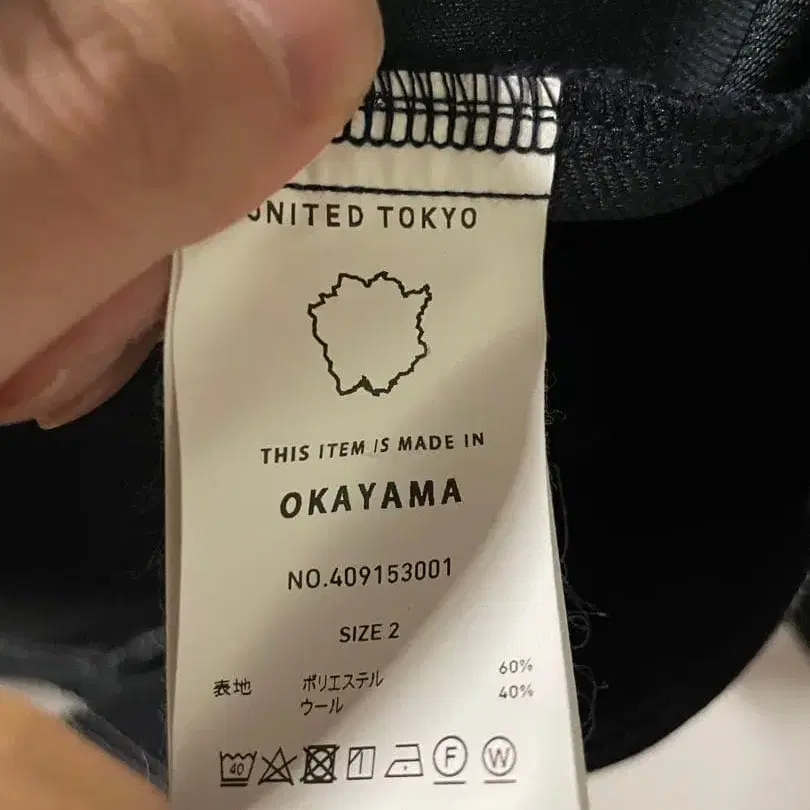 UNITED TOKYO
THIS ITEM IS MADE IN
OKAYAMA
NO.409153001
SIZE 2
表地 ポリエステル 60%
ウール 40%
40 F W